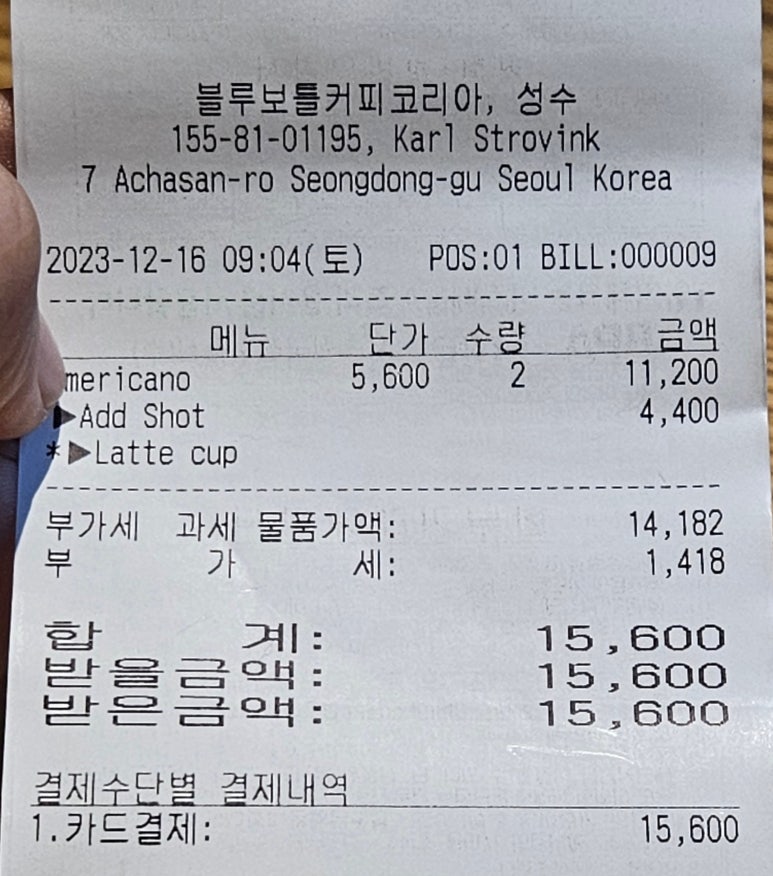 블루보틀커피코리아, 성수
155-81-01195, Karl Strovink
7 Achasan-ro Seongdong-gu Seoul Korea
2023-12-16 09:04(토) POS:01 BILL:000009
메뉴 단가 수량 금액
mericano 5,600 2 11,200
▶Add Shot 4,400
*▶Latte cup
부가세 과세 물품가액: 14,182
부 가 세: 1,418
합 계: 15,600
받을금액: 15,600
받은금액: 15,600
결제수단별 결제내역
1.카드결제: 15,600